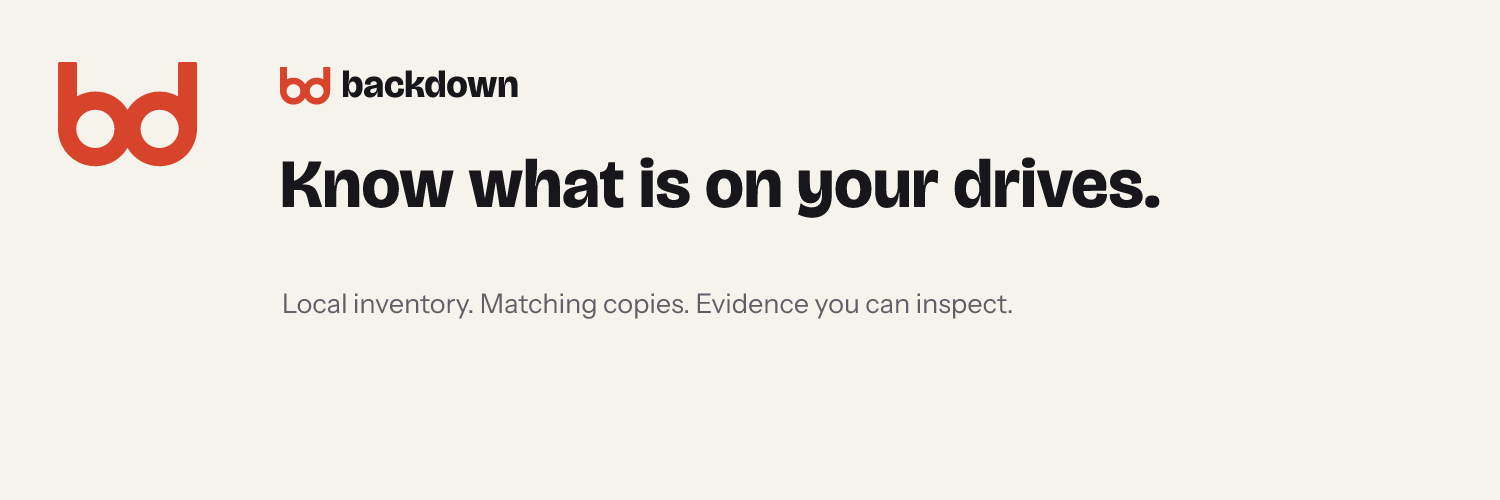 bd
bd backdown
Know what is on your drives.
Local inventory. Matching copies. Evidence you can inspect.